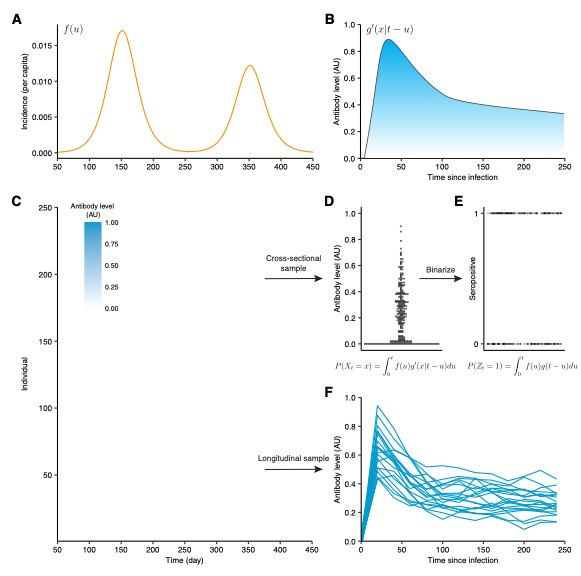 A
f(u)
Incidence (per capita)
0.015
0.010
0.005
0.000
50 100 150 200 250 300 350 400 450
B
g′(x|t − u)
Antibody level (AU)
1.0
0.8
0.6
0.4
0.2
0.0
0 50 100 150 200 250
Time since infection
C
Antibody level
(AU)
1.00
0.75
0.50
0.25
0.00
Individual
250
200
150
100
50
50 100 150 200 250 300 350 400 450
Time (day)
Cross-sectional
sample
Longitudinal sample
D
Antibody level (AU)
1.0
0.8
0.6
0.4
0.2
0.0
P(X_t = x) = ∫_0^t f(u)g′(x|t − u)du
Binarize
E
Seropositive
1
0
P(Z_t = 1) = ∫_0^t f(u)g(t − u)du
F
Antibody level (AU)
1.0
0.8
0.6
0.4
0.2
0.0
0 50 100 150 200 250
Time since infection